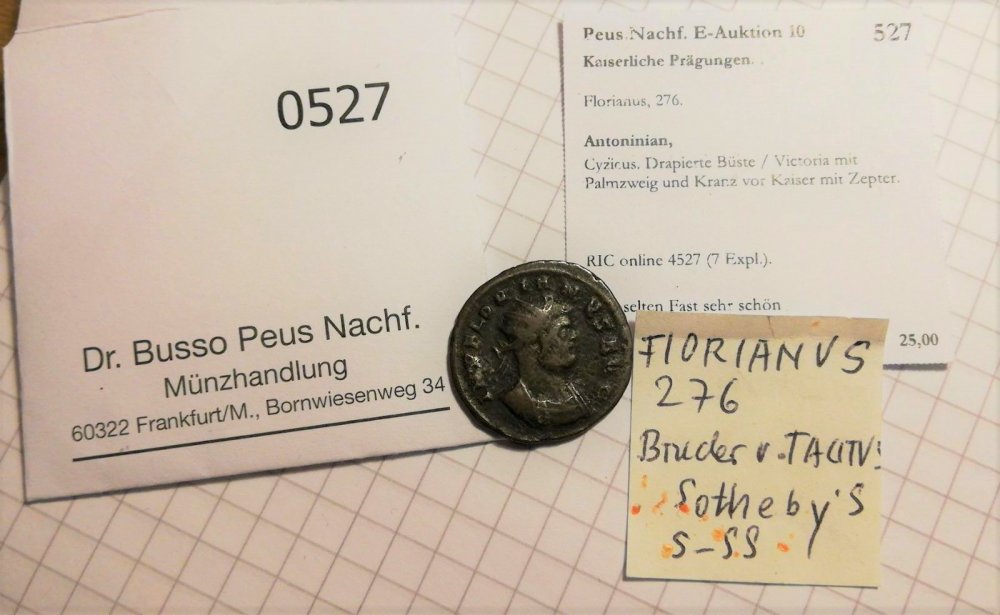 0527
Dr. Busso Peus Nachf.
Münzhandlung
60322 Frankfurt/M., Bornwiesenweg 34
Peus Nachf. E-Auktion 10 527
Kaiserliche Prägungen.
Florianus, 276.
Antoninian,
Cyzicus. Drapierte Büste / Victoria mit
Palmzweig und Kranz vor Kaiser mit Zepter.
RIC online 4527 (7 Expl.).
selten Fast sehr schön
25,00
FLORIANUS
276
Bruder v. TACITUS
Sotheby's
S-SS